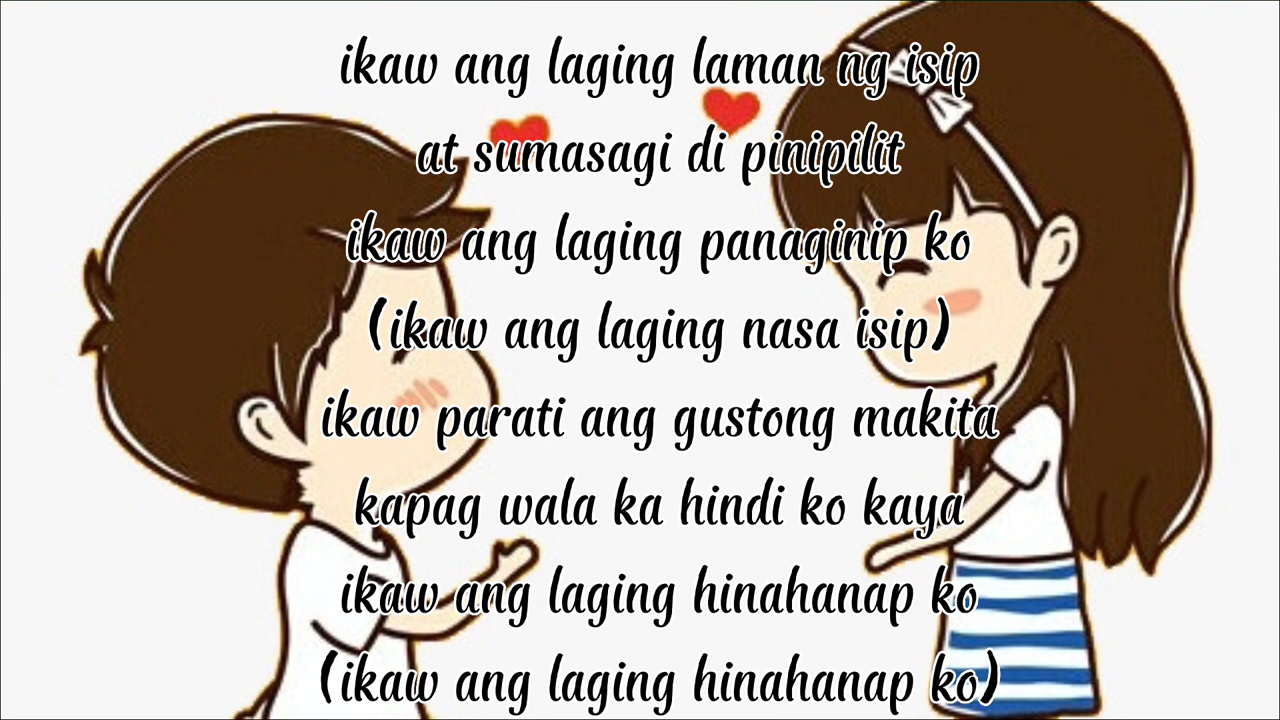 ikaw ang laging laman ng isip
at sumasagi di pinipilit
ikaw ang laging panaginip ko
(ikaw ang laging nasa isip)
ikaw parati ang gustong makita
kapag wala ka hindi ko kaya
ikaw ang laging hinahanap ko
(ikaw ang laging hinahanap ko)